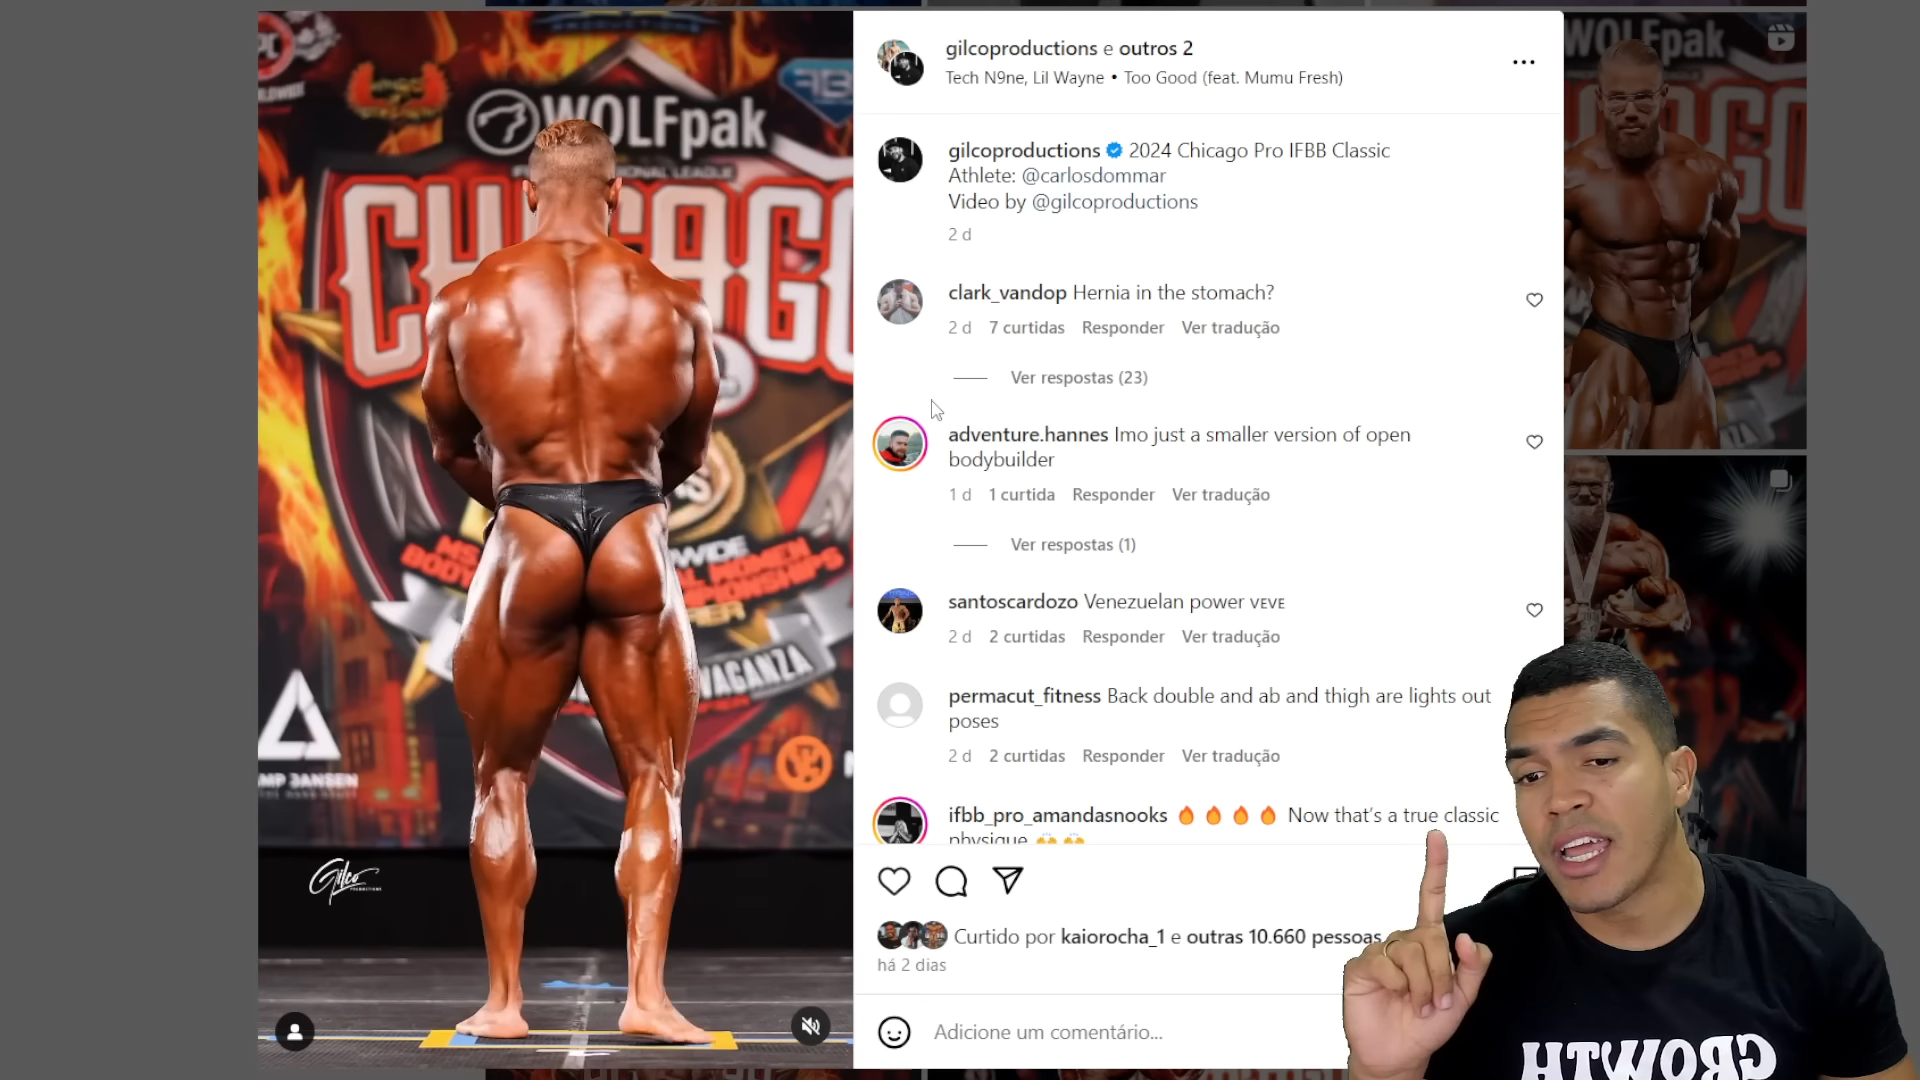 WOLFpak
CHICAGO
gilcoproductions e outros 2
Tech N9ne, Lil Wayne • Too Good (feat. Mumu Fresh)
gilcoproductions 2024 Chicago Pro IFBB Classic
Athlete: @carlosdommar
Video by @gilcoproductions
2 d
clark_vandop Hernia in the stomach?
2 d 7 curtidas Responder Ver tradução
Ver respostas (23)
adventure.hannes Imo just a smaller version of open
bodybuilder
1 d 1 curtida Responder Ver tradução
Ver respostas (1)
santoscardozo Venezuelan power ᴠᴇᴠᴇ
2 d 2 curtidas Responder Ver tradução
permacut_fitness Back double and ab and thigh are lights out
poses
2 d 2 curtidas Responder Ver tradução
ifbb_pro_amandasnooks 🔥 🔥 🔥 🔥 Now that's a true classic
physique 🙌 🙌
Curtido por kaiorocha_1 e outras 10.660 pessoas
há 2 dias
Adicione um comentário...
Gilco
PRODUCTIONS
WOLFpak
GROWTH